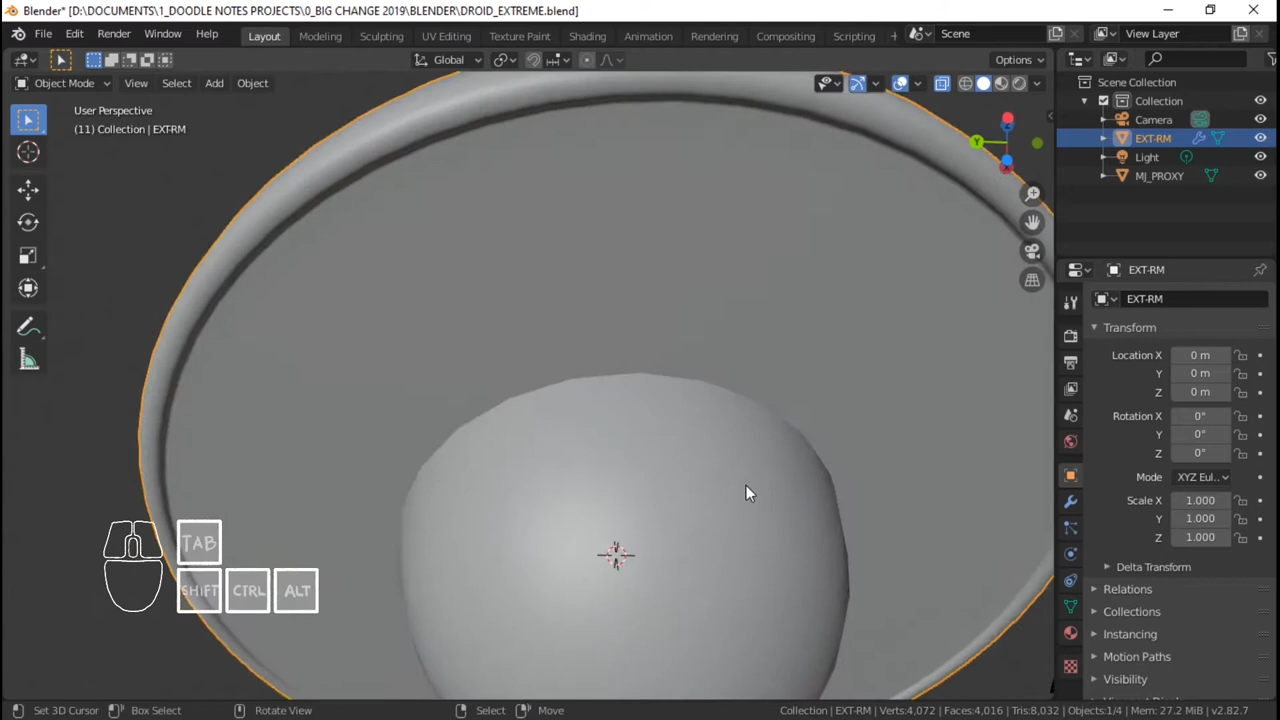 Blender* [D:\DOCUMENTS\1_DOODLE NOTES PROJECTS\0_BIG CHANGE 2019\BLENDER\DROID_EXTREME.blend]
File Edit Render Window Help Layout Modeling Sculpting UV Editing Texture Paint Shading Animation Rendering Compositing Scripting Scene View Layer
Global Options
Object Mode View Select Add Object
User Perspective
(11) Collection | EXT-RM
Scene Collection
Collection
Camera
EXT-RM
Light
MJ_PROXY
Y
EXT-RM
EXT-RM
Transform
Location X 0 m
Y 0 m
Z 0 m
Rotation X 0°
Y 0°
Z 0°
Mode XYZ Eul..
Scale X 1.000
Y 1.000
Z 1.000
Delta Transform
Relations
Collections
Instancing
Motion Paths
Visibility
TAB
SHIFT CTRL ALT
Set 3D Cursor Box Select Rotate View Select Move Collection | EXT-RM | Verts:4,072 | Faces:4,016 | Tris:8,032 | Objects:1/4 | Mem: 27.2 MiB | v2.82.7